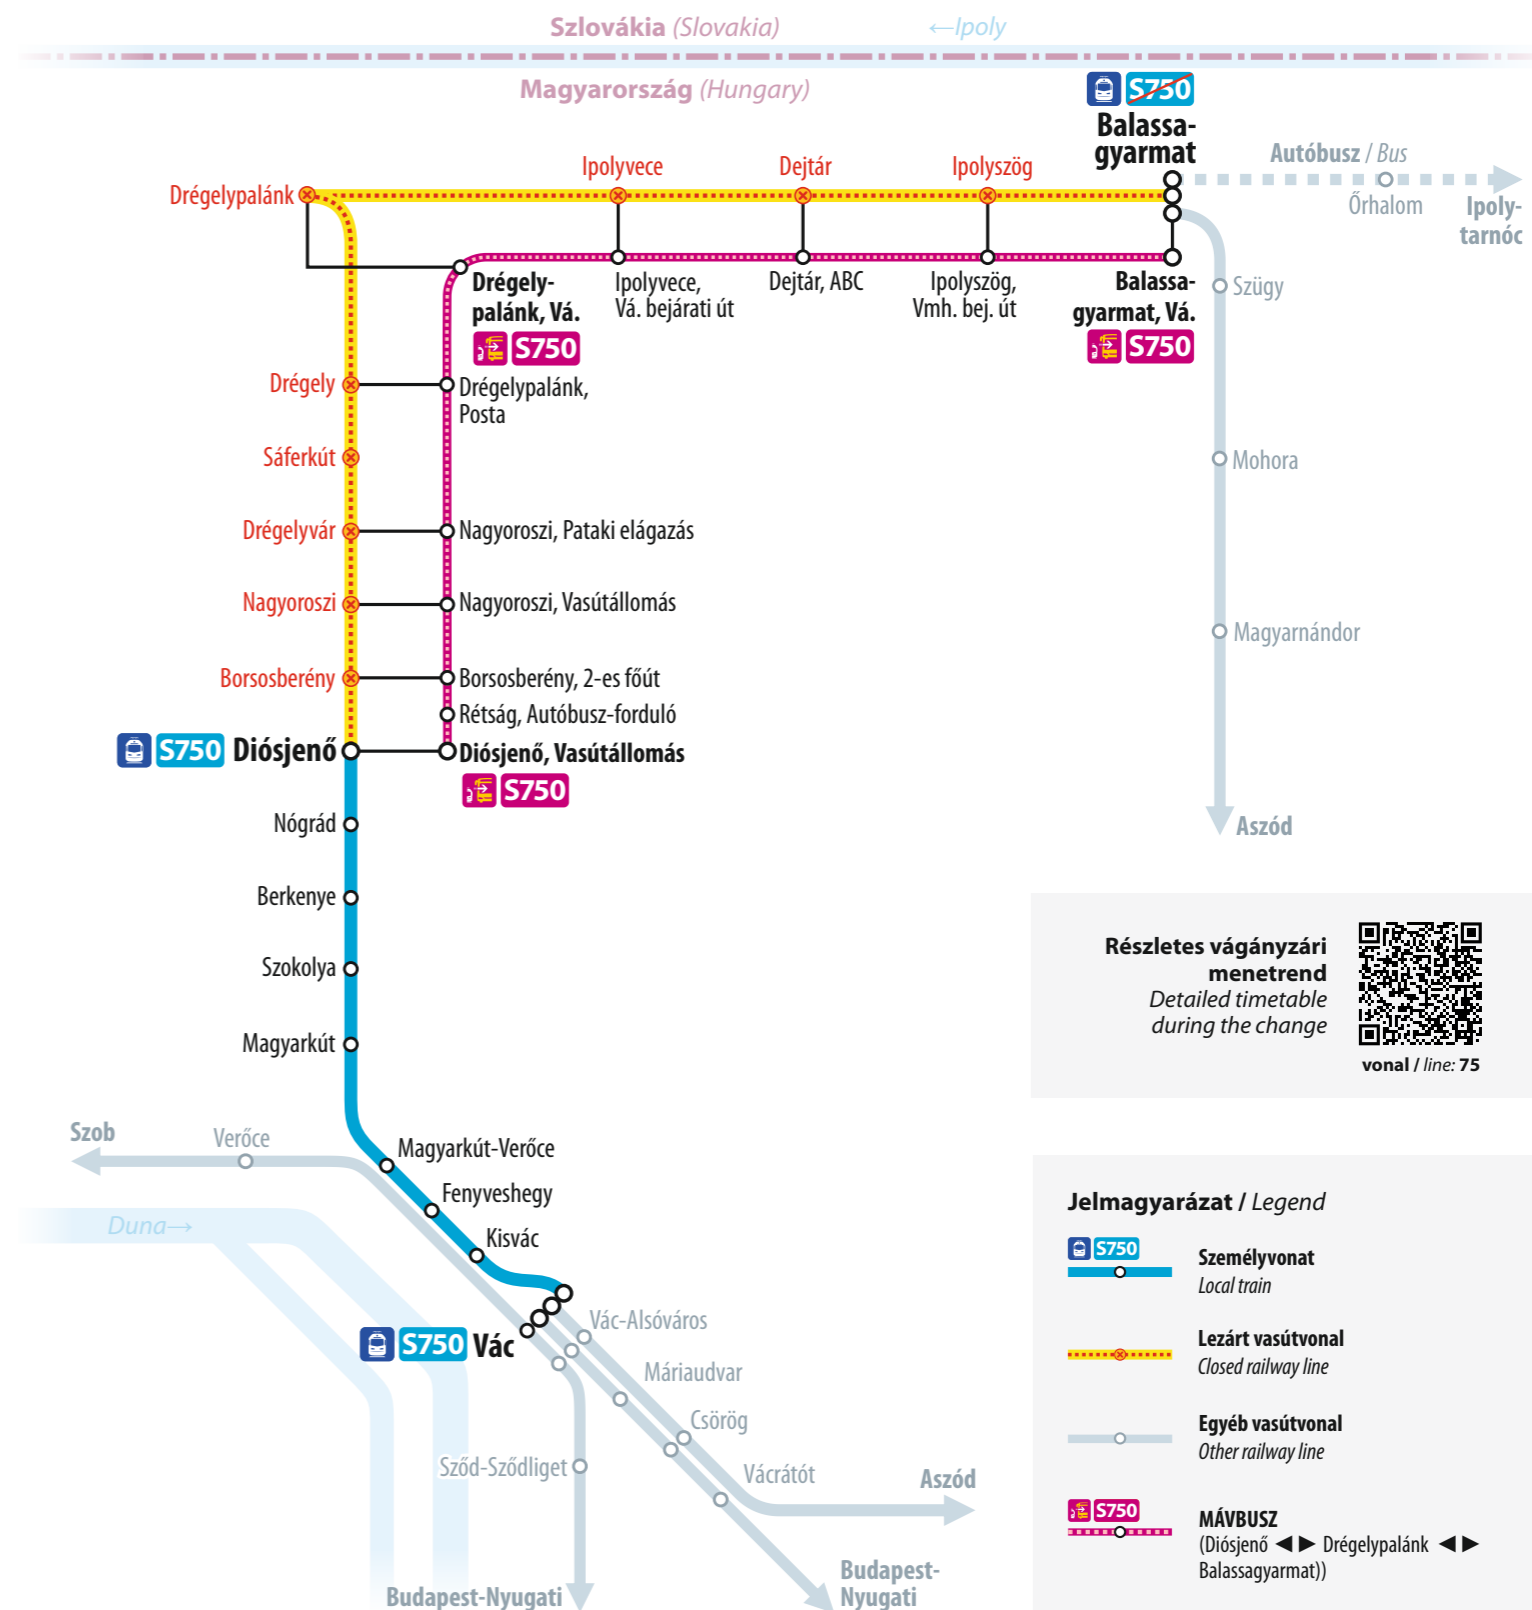 Szlovákia (Slovakia)
←Ipoly
Magyarország (Hungary)
S750
Balassa-
gyarmat
Autóbusz / Bus
Őrhalom
Ipoly-
tarnóc
Drégelypalánk
Ipolyvece
Dejtár
Ipolyszög
Drégely-
palánk, Vá.
S750
Ipolyvece,
Vá. bejárati út
Dejtár, ABC
Ipolyszög,
Vmh. bej. út
Balassa-
gyarmat, Vá.
S750
Szügy
Drégely
Drégelypalánk,
Posta
Sáferkút
Mohora
Drégelyvár
Nagyoroszi, Pataki elágazás
Nagyoroszi
Nagyoroszi, Vasútállomás
Magyarnándor
Borsosberény
Borsosberény, 2-es főút
Rétság, Autóbusz-forduló
S750 Diósjenő
Diósjenő, Vasútállomás
S750
Nógrád
Aszód
Berkenye
Szokolya
Magyarkút
Részletes vágányzári
menetrend
Detailed timetable
during the change
vonal / line: 75
Szob
Verőce
Magyarkút-Verőce
Fenyveshegy
Duna→
Kisvác
S750 Vác
Vác-Alsóváros
Máriaudvar
Csörög
Sződ-Sződliget
Vácrátót
Aszód
Budapest-Nyugati
Budapest-
Nyugati
Jelmagyarázat / Legend
S750
Személyvonat
Local train
Lezárt vasútvonal
Closed railway line
Egyéb vasútvonal
Other railway line
S750
MÁVBUSZ
(Diósjenő ◄► Drégelypalánk ◄►
Balassagyarmat))